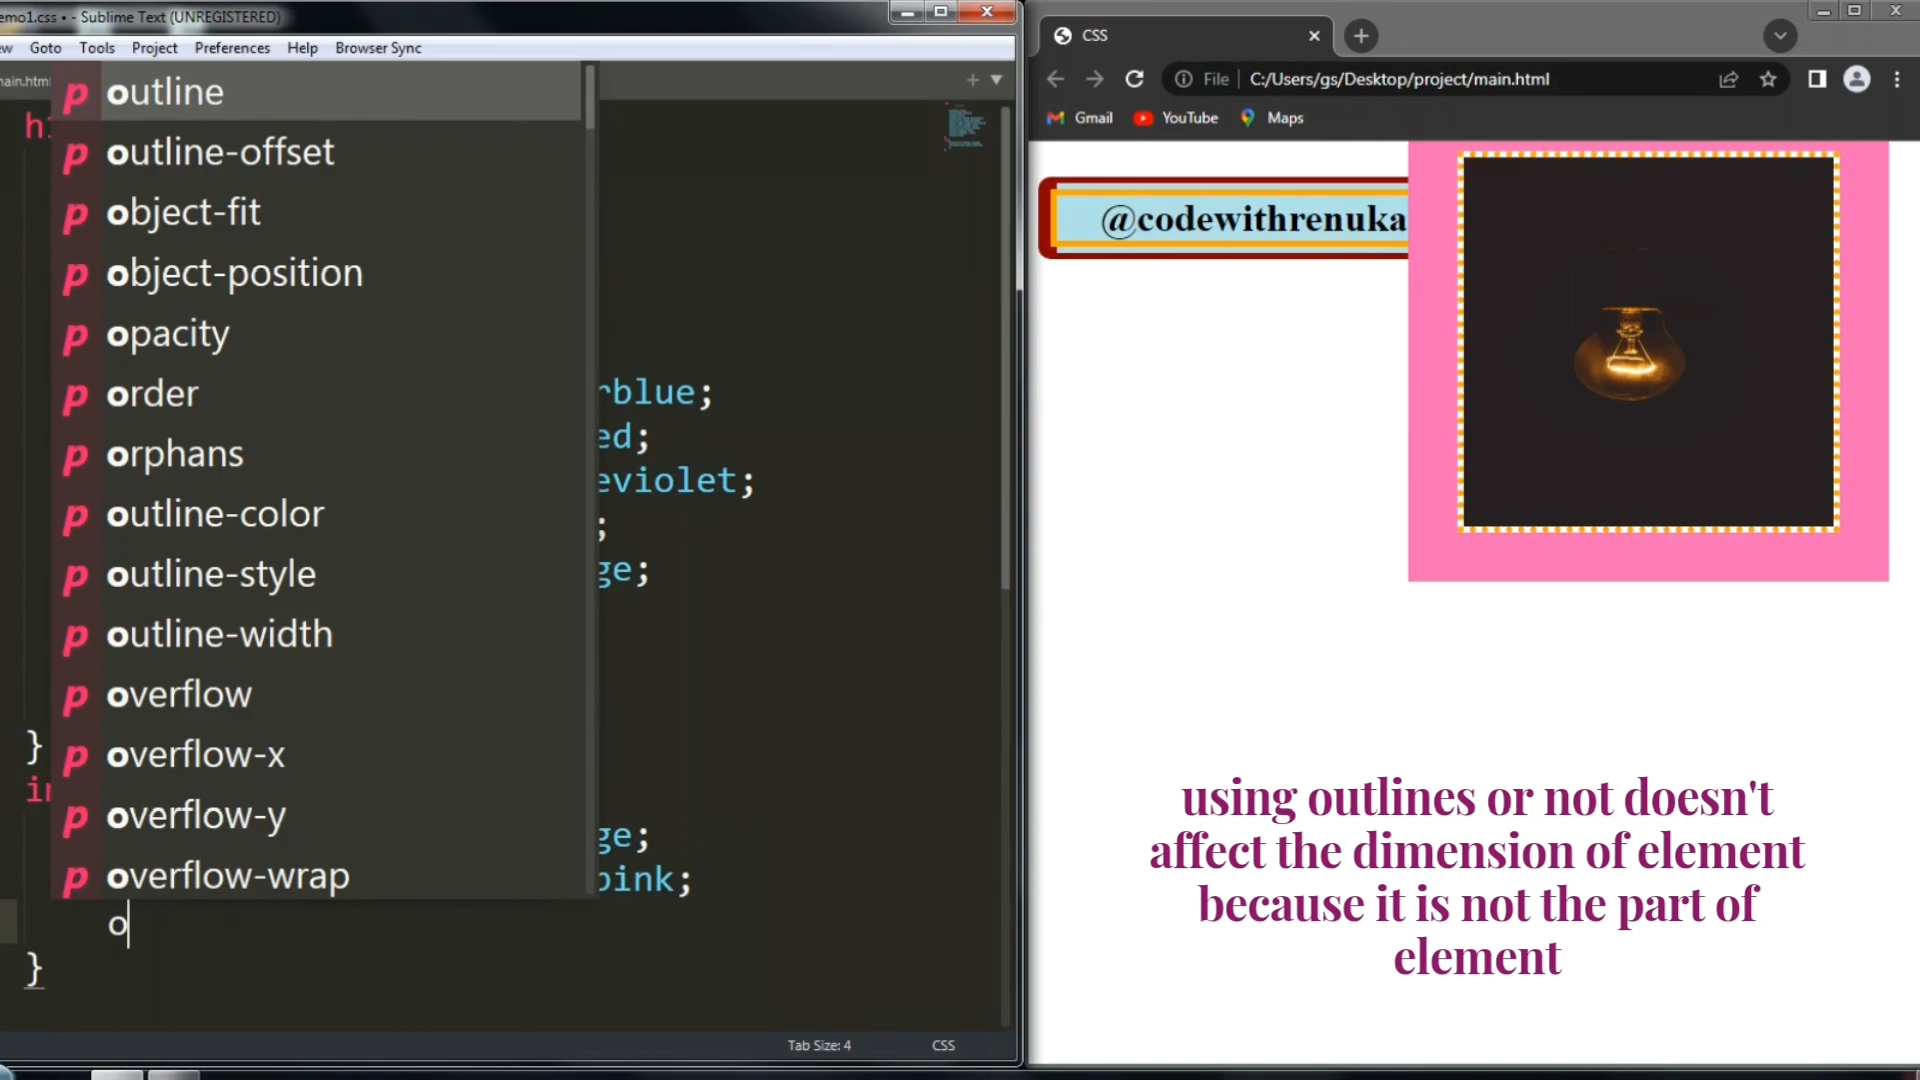 emo1.css • - Sublime Text (UNREGISTERED)
ew Goto Tools Project Preferences Help Browser Sync
main.html
outline
outline-offset
object-fit
object-position
opacity
order
orphans
outline-color
outline-style
outline-width
overflow
overflow-x
overflow-y
overflow-wrap
rblue;
ed;
eviolet;
;
ge;
}
ge;
pink;
o
}
Tab Size: 4 CSS
CSS
File C:/Users/gs/Desktop/project/main.html
Gmail YouTube Maps
@codewithrenuka
using outlines or not doesn't
affect the dimension of element
because it is not the part of
element